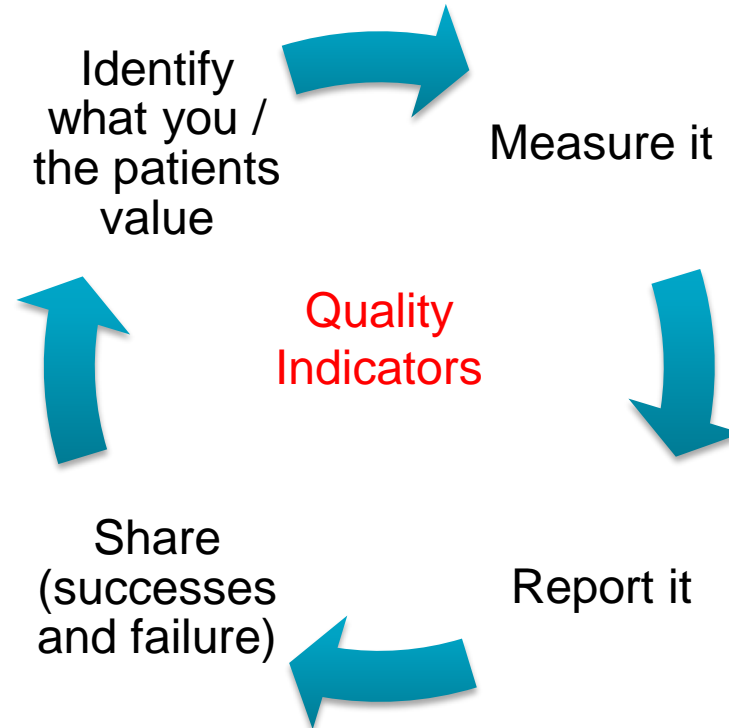 Identify
what you /
the patients
value
Measure it
Quality
Indicators
Share
(successes
and failure)
Report it